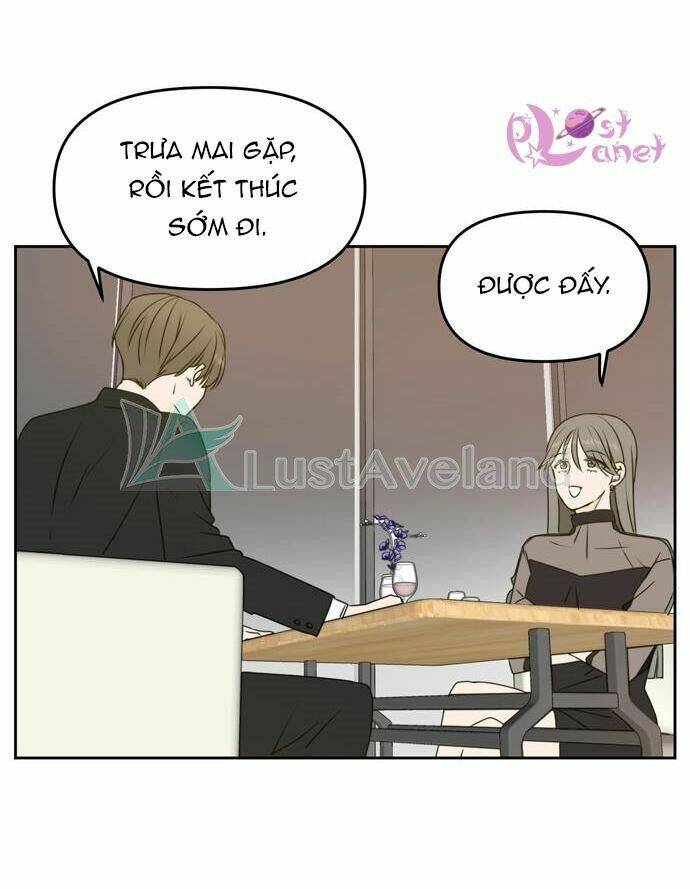 Lost
Planet
TRƯA MAI GẶP,
RỒI KẾT THÚC
SỚM ĐI.
ĐƯỢC ĐẤY.
LustAveland